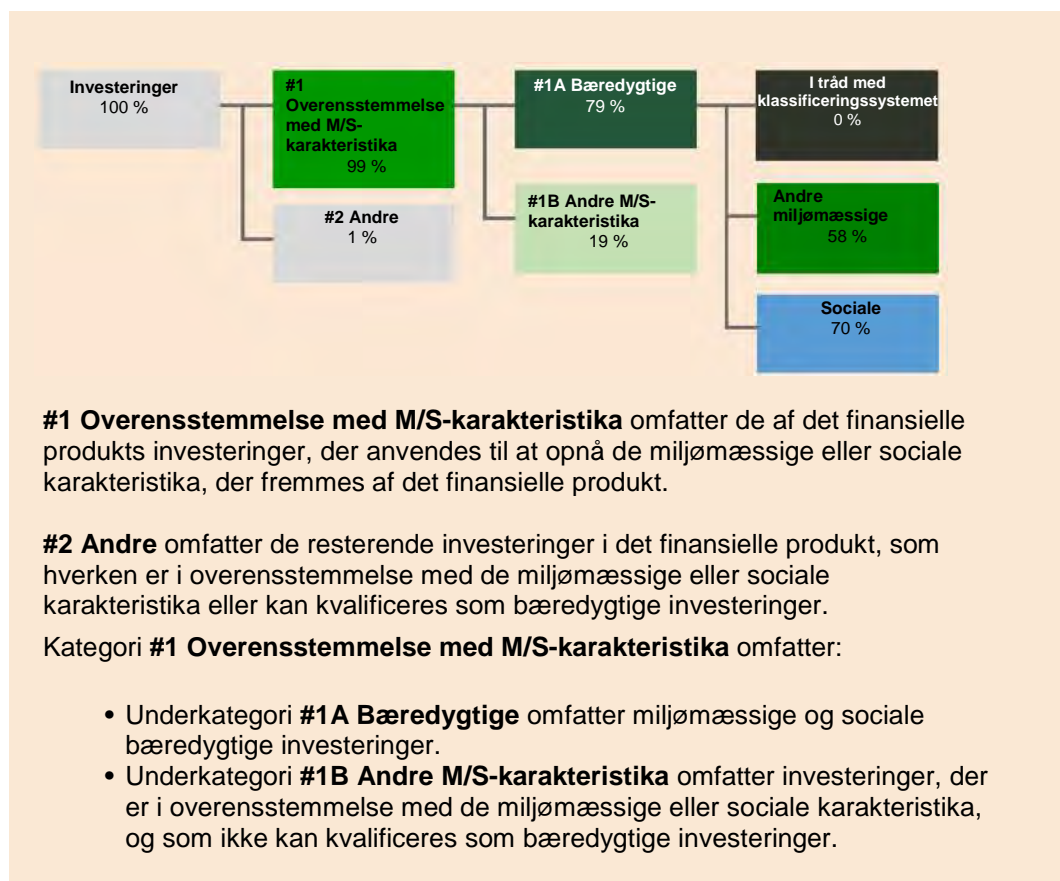 Investeringer
100 %
#1
Overensstemmelse
med M/S-
karakteristika
99 %
#2 Andre
1 %
#1A Bæredygtige
79 %
#1B Andre M/S-
karakteristika
19 %
I tråd med
klassificeringssystemet
0 %
Andre
miljømæssige
58 %
Sociale
70 %
#1 Overensstemmelse med M/S-karakteristika omfatter de af det finansielle
produkts investeringer, der anvendes til at opnå de miljømæssige eller sociale
karakteristika, der fremmes af det finansielle produkt.
#2 Andre omfatter de resterende investeringer i det finansielle produkt, som
hverken er i overensstemmelse med de miljømæssige eller sociale
karakteristika eller kan kvalificeres som bæredygtige investeringer.
Kategori #1 Overensstemmelse med M/S-karakteristika omfatter:
• Underkategori #1A Bæredygtige omfatter miljømæssige og sociale
bæredygtige investeringer.
• Underkategori #1B Andre M/S-karakteristika omfatter investeringer, der
er i overensstemmelse med de miljømæssige eller sociale karakteristika,
og som ikke kan kvalificeres som bæredygtige investeringer.